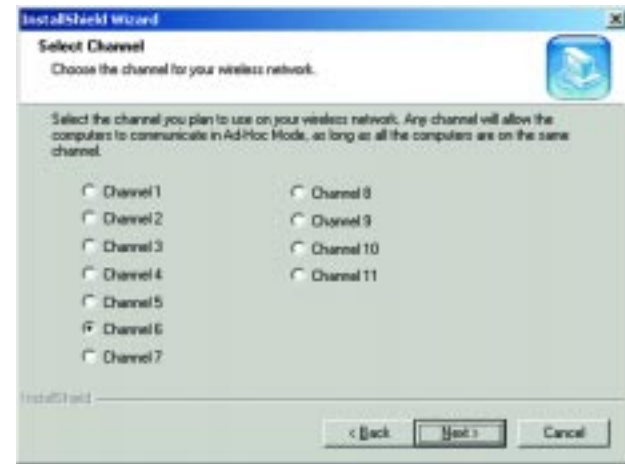 InstallShield Wizard
Select Channel
Choose the channel for your wireless network.
Select the channel you plan to use on your wireless network. Any channel will allow the
computers to communicate in Ad-Hoc Mode, as long as all the computers are on the same
channel.
Channel 1
Channel 2
Channel 3
Channel 4
Channel 5
Channel 6
Channel 7
Channel 8
Channel 9
Channel 10
Channel 11
InstallShield
< Back
Next >
Cancel